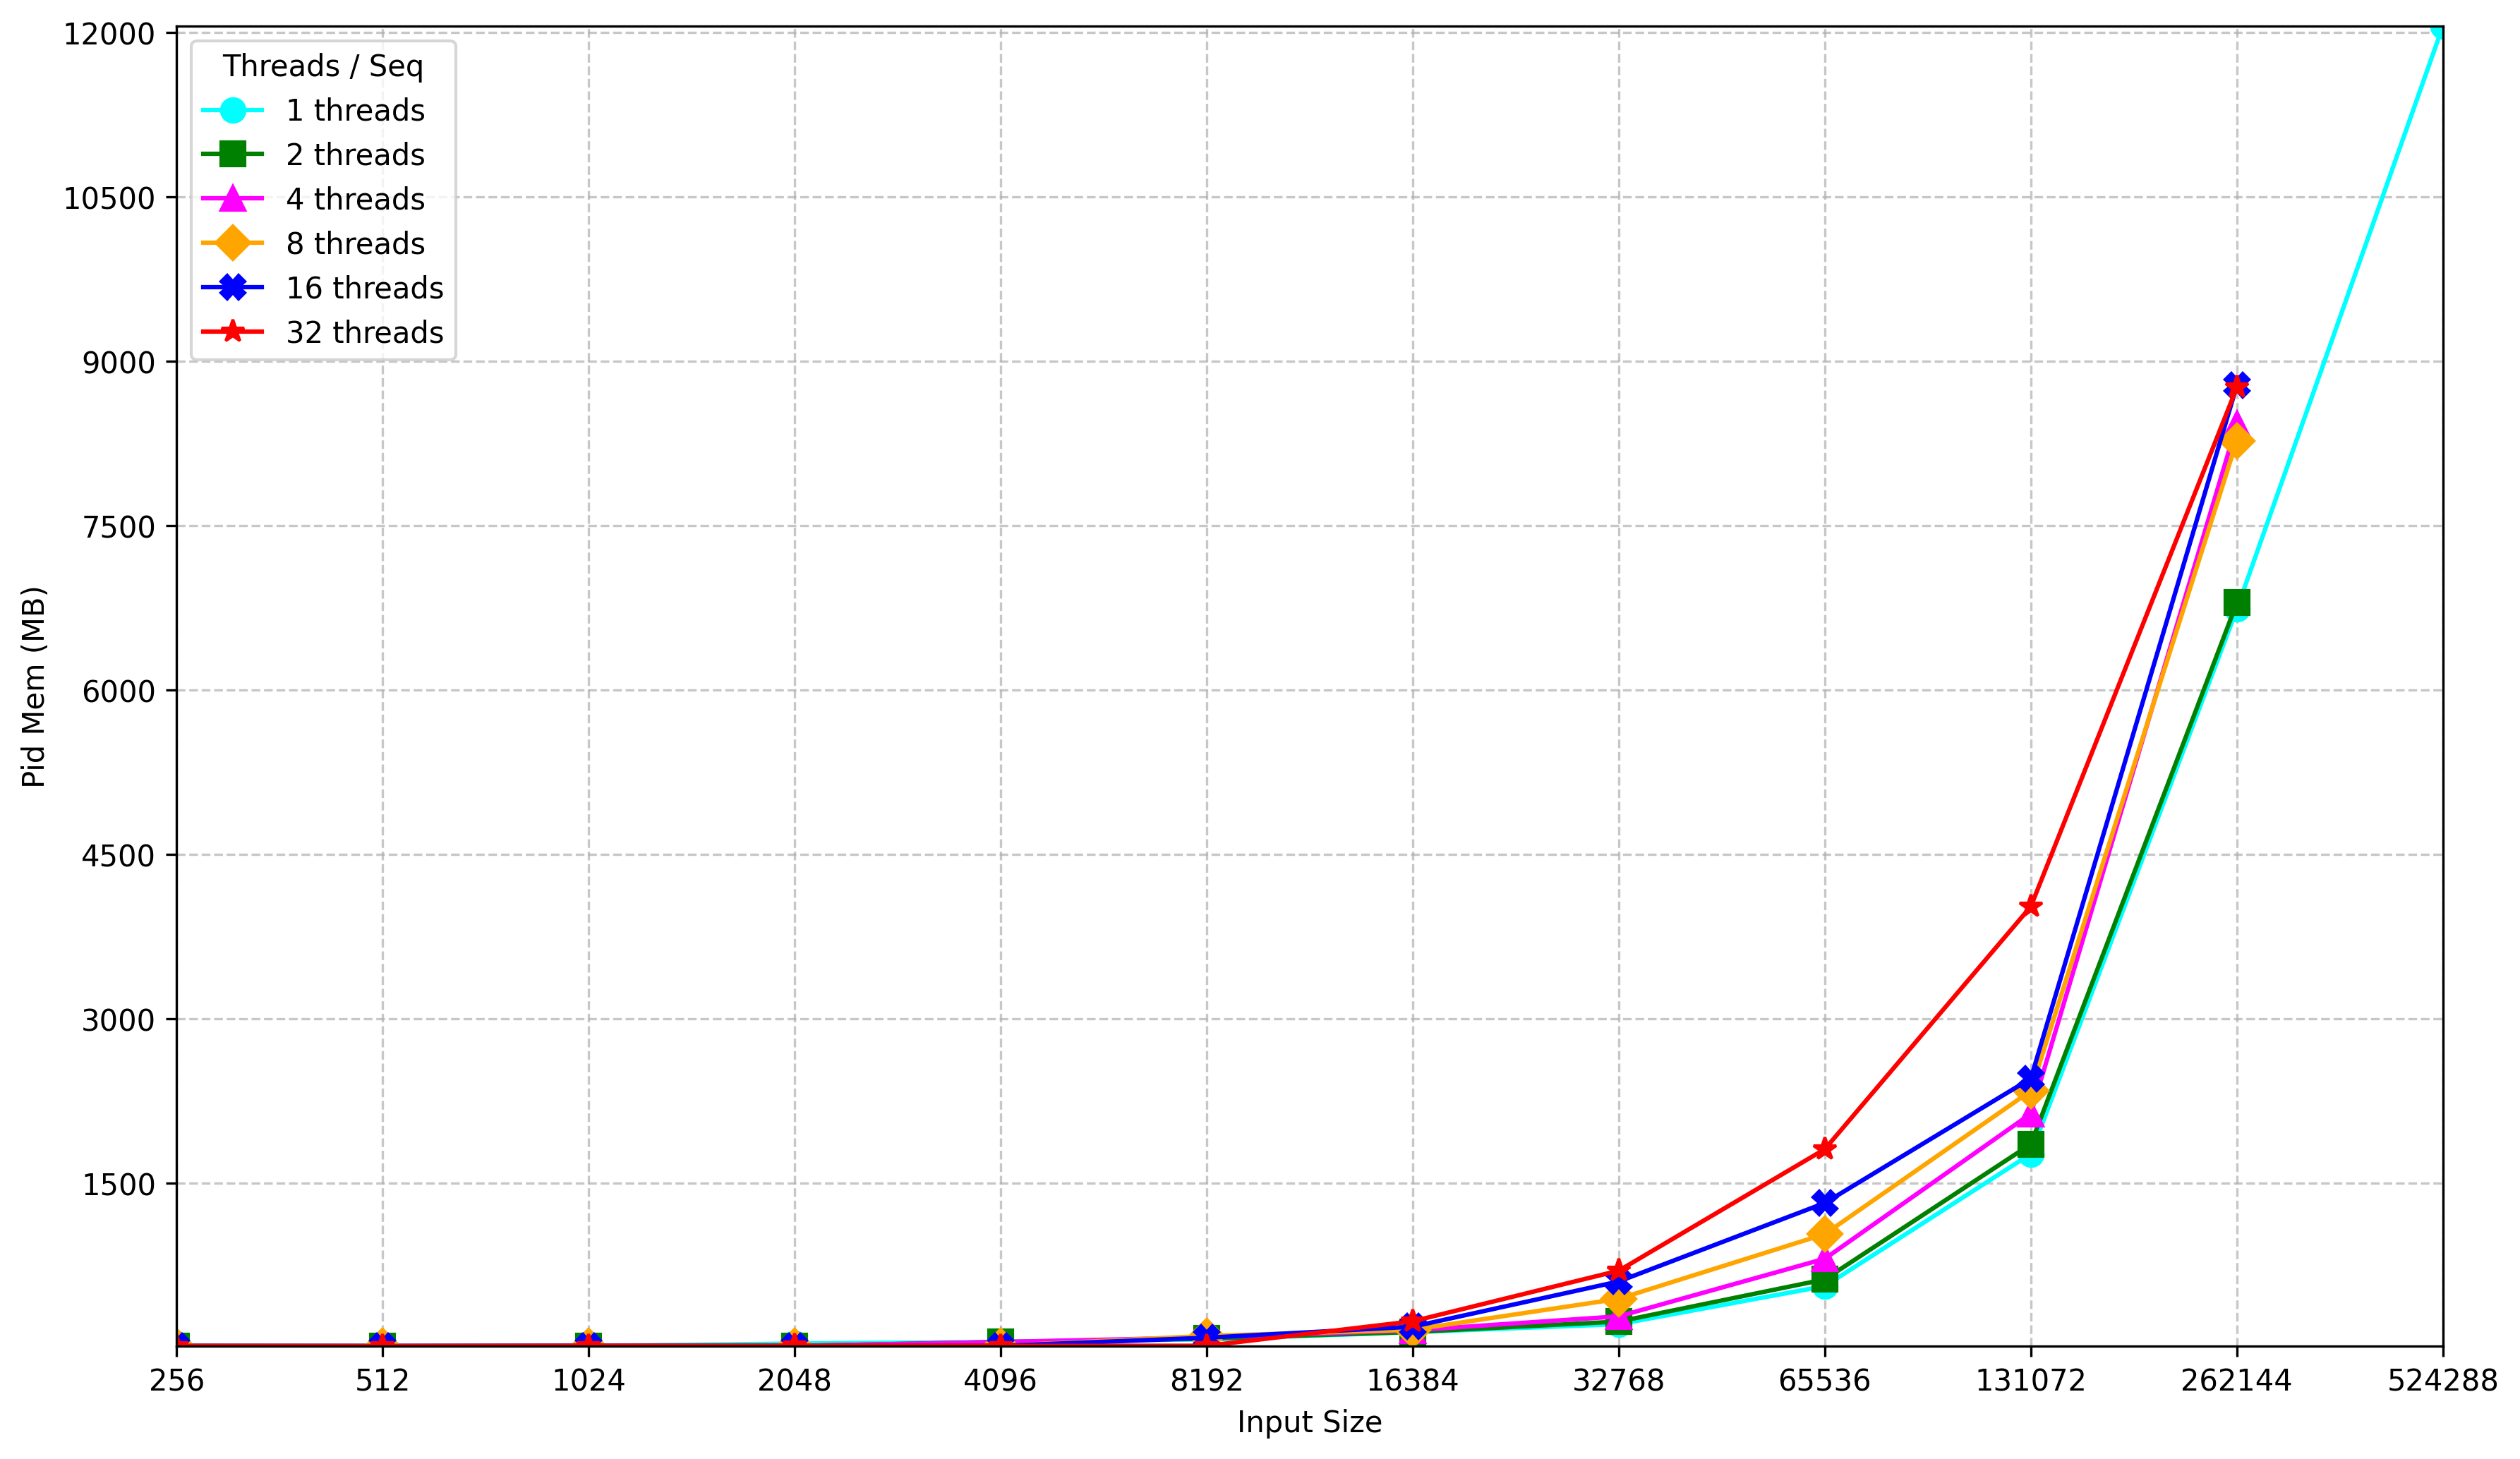 12000
10500
9000
7500
6000
4500
3000
1500
Pid Mem (MB)
Threads / Seq
1 threads
2 threads
4 threads
8 threads
16 threads
32 threads
256 512 1024 2048 4096 8192 16384 32768 65536 131072 262144 524288
Input Size